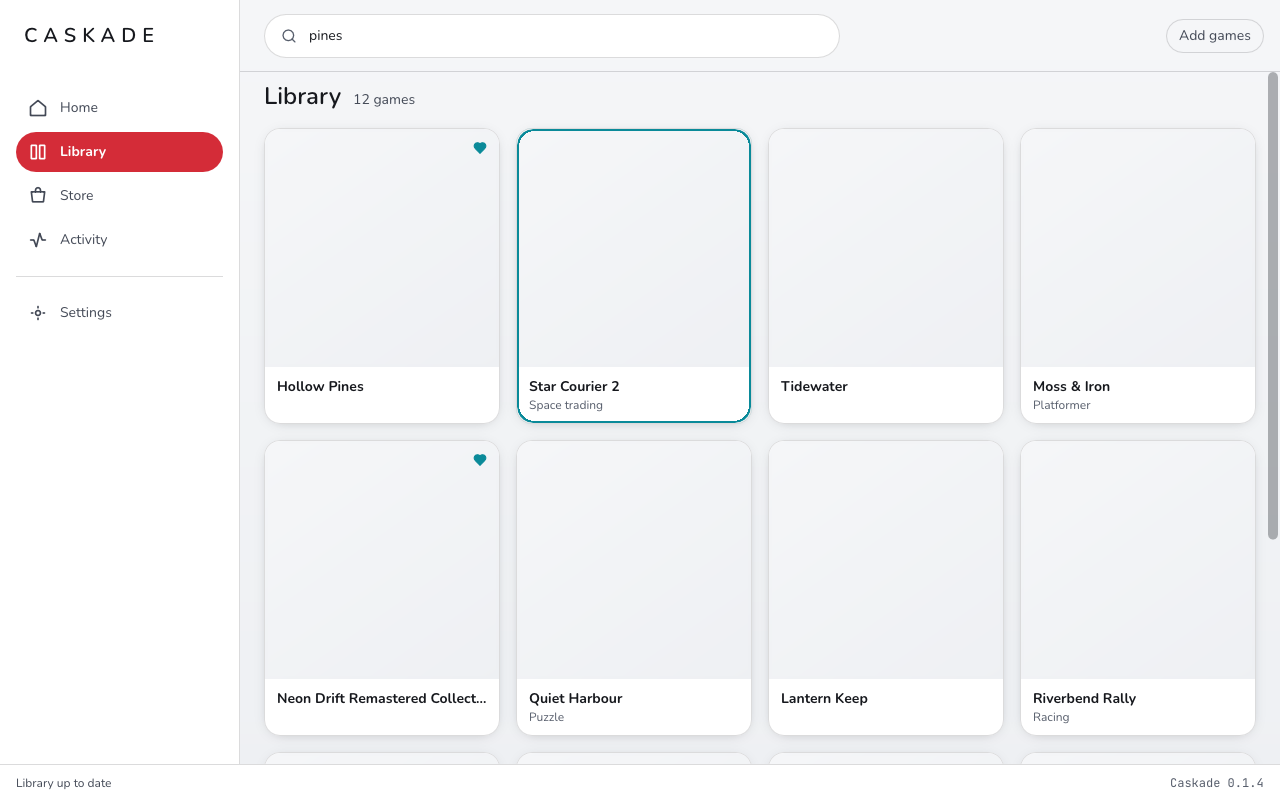 CASKADE
pines
Add games
Home
Library
Store
Activity
Settings
Library 12 games
Hollow Pines
Star Courier 2
Space trading
Tidewater
Moss & Iron
Platformer
Neon Drift Remastered Collect...
Quiet Harbour
Puzzle
Lantern Keep
Riverbend Rally
Racing
Library up to date
Caskade 0.1.4